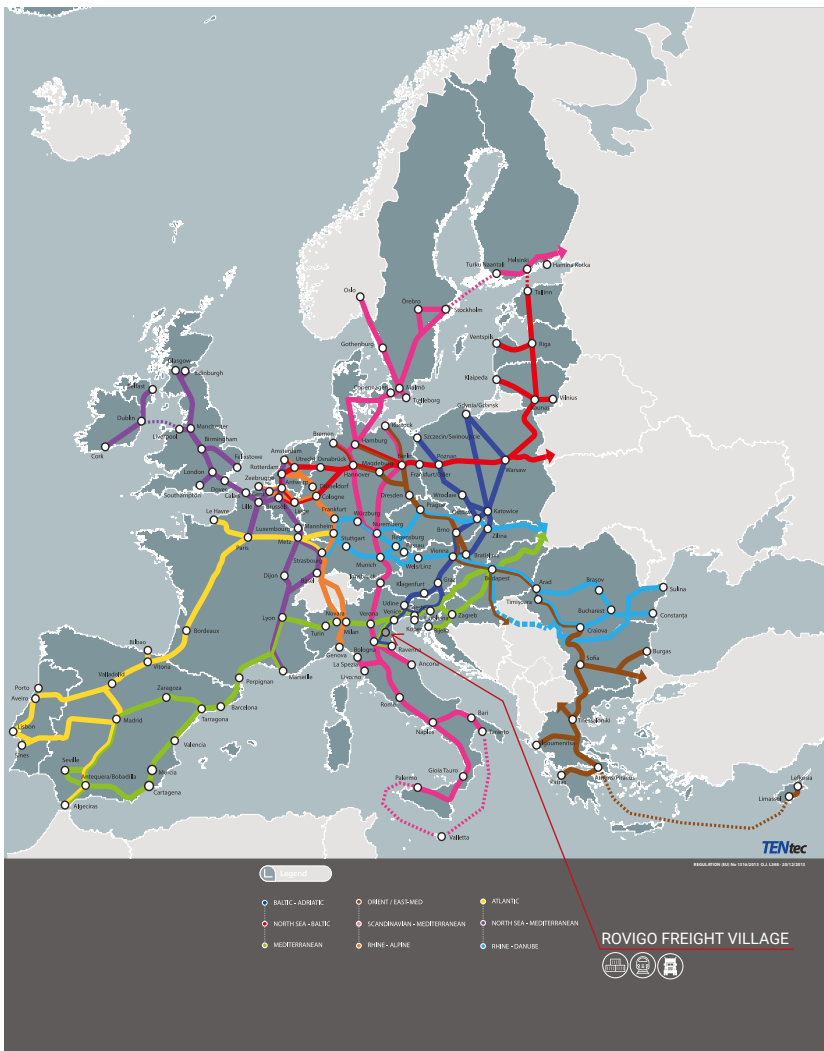 Oslo
Örebro
Stockholm
Turku/Naantali
Helsinki
Hamina Kotka
Tallinn
Gothenburg
Ventspils
Riga
Glasgow
Edinburgh
Belfast
Copenhagen
Malmö
Trelleborg
Klaipeda
Vilnius
Kaunas
Dublin
Manchester
Liverpool
Birmingham
Cork
Felixstowe
London
Southampton
Dover
Calais
Gdynia/Gdansk
Rostock
Szczecin/Swinoujscie
Bremen
Hamburg
Amsterdam
Utrecht
Osnabrück
Rotterdam
Zeebrugge
Antwerp
Hannover
Magdeburg
Berlin
Frankfurt/Oder
Poznan
Warsaw
Düsseldorf
Cologne
Lille
Brussels
Liège
Dresden
Wroclaw
Katowice
Prague
Le Havre
Luxembourg
Frankfurt
Würzburg
Mannheim
Nuremberg
Regensburg
Passau
Brno
Zilina
Paris
Metz
Strasbourg
Stuttgart
Munich
Wels/Linz
Vienna
Bratislava
Dijon
Basel
Innsbruck
Klagenfurt
Graz
Budapest
Arad
Timişoara
Braşov
Sulina
Bucharest
Constanţa
Craiova
Lyon
Novara
Turin
Milan
Verona
Venice
Udine
Zagreb
Genova
Bologna
Ravenna
La Spezia
Livorno
Ancona
Bordeaux
Bilbao
Vitoria
Marseille
Perpignan
Sofia
Burgas
Porto
Aveiro
Valladolid
Zaragoza
Barcelona
Tarragona
Madrid
Lisbon
Sines
Valencia
Rome
Naples
Bari
Taranto
Thessaloniki
Igoumenitsa
Seville
Antequera/Bobadilla
Murcia
Cartagena
Algeciras
Palermo
Gioia Tauro
Valletta
Patras
Athens/Piraeus
Lefkosia
Limassol
TENtec
REGULATION (EU) No 1316/2013 O.J. L348 - 20/12/2013
Legend
BALTIC - ADRIATIC
ORIENT / EAST-MED
ATLANTIC
NORTH SEA - BALTIC
SCANDINAVIAN - MEDITERRANEAN
NORTH SEA - MEDITERRANEAN
MEDITERRANEAN
RHINE - ALPINE
RHINE - DANUBE
ROVIGO FREIGHT VILLAGE